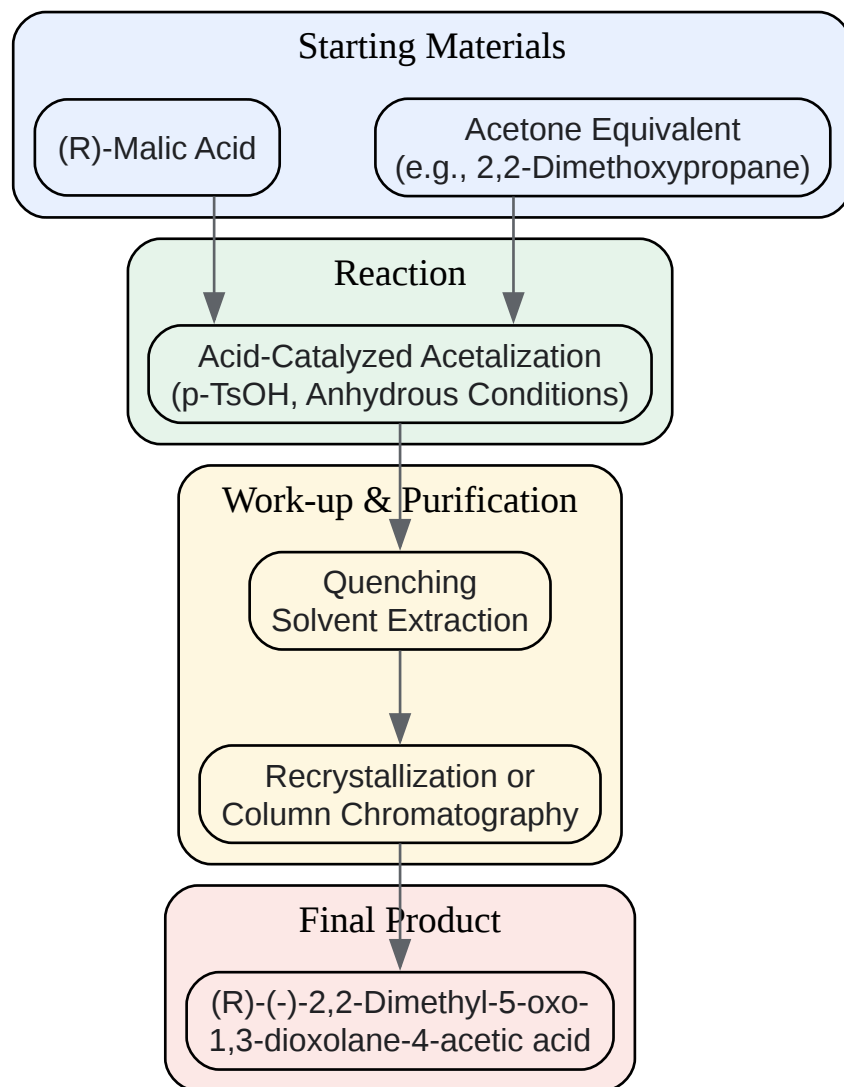 Starting Materials
(R)-Malic Acid
Acetone Equivalent
(e.g., 2,2-Dimethoxypropane)
Reaction
Acid-Catalyzed Acetalization
(p-TsOH, Anhydrous Conditions)
Work-up & Purification
Quenching
Solvent Extraction
Recrystallization or
Column Chromatography
Final Product
(R)-(-)-2,2-Dimethyl-5-oxo-
1,3-dioxolane-4-acetic acid